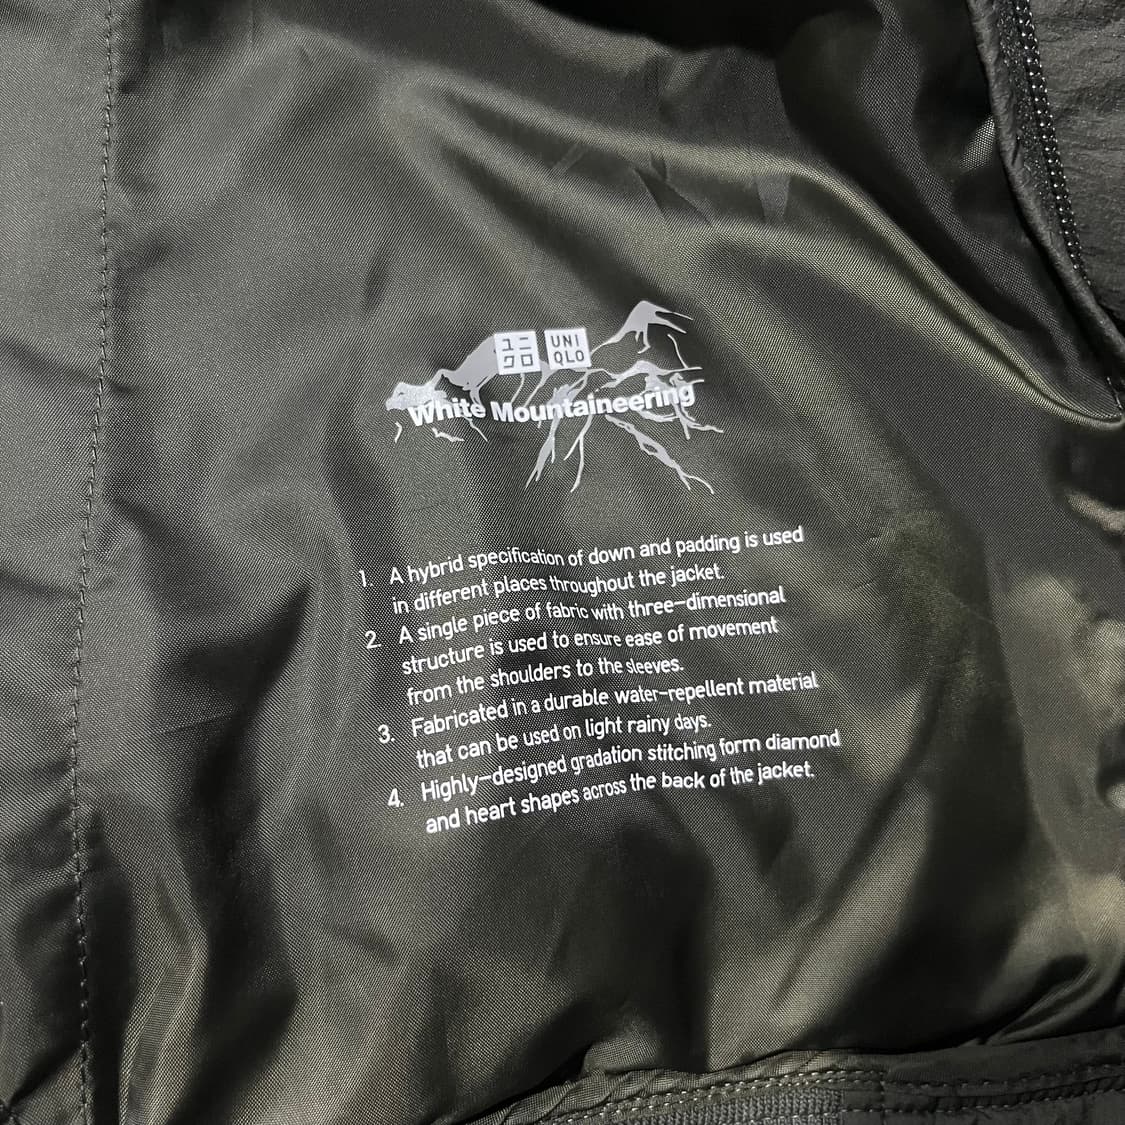 ユニ
クロ
UNI
QLO
White Mountaineering
1. A hybrid specification of down and padding is used
in different places throughout the jacket.
2. A single piece of fabric with three-dimensional
structure is used to ensure ease of movement
from the shoulders to the sleeves.
3. Fabricated in a durable water-repellent material
that can be used on light rainy days.
4. Highly-designed gradation stitching form diamond
and heart shapes across the back of the jacket.